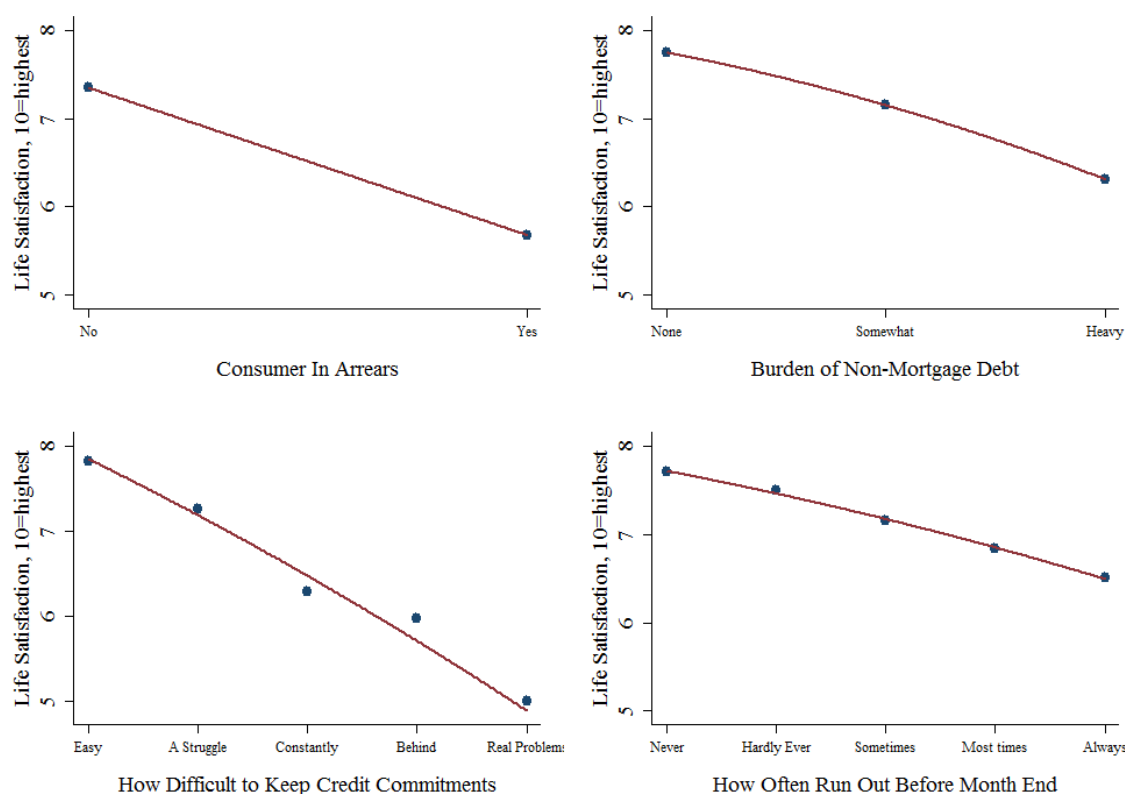 Life Satisfaction, 10=highest
8
7
6
5
No
Yes
Consumer In Arrears
Life Satisfaction, 10=highest
8
7
6
5
None
Somewhat
Heavy
Burden of Non-Mortgage Debt
Life Satisfaction, 10=highest
8
7
6
5
Easy
A Struggle
Constantly
Behind
Real Problems
How Difficult to Keep Credit Commitments
Life Satisfaction, 10=highest
8
7
6
5
Never
Hardly Ever
Sometimes
Most times
Always
How Often Run Out Before Month End